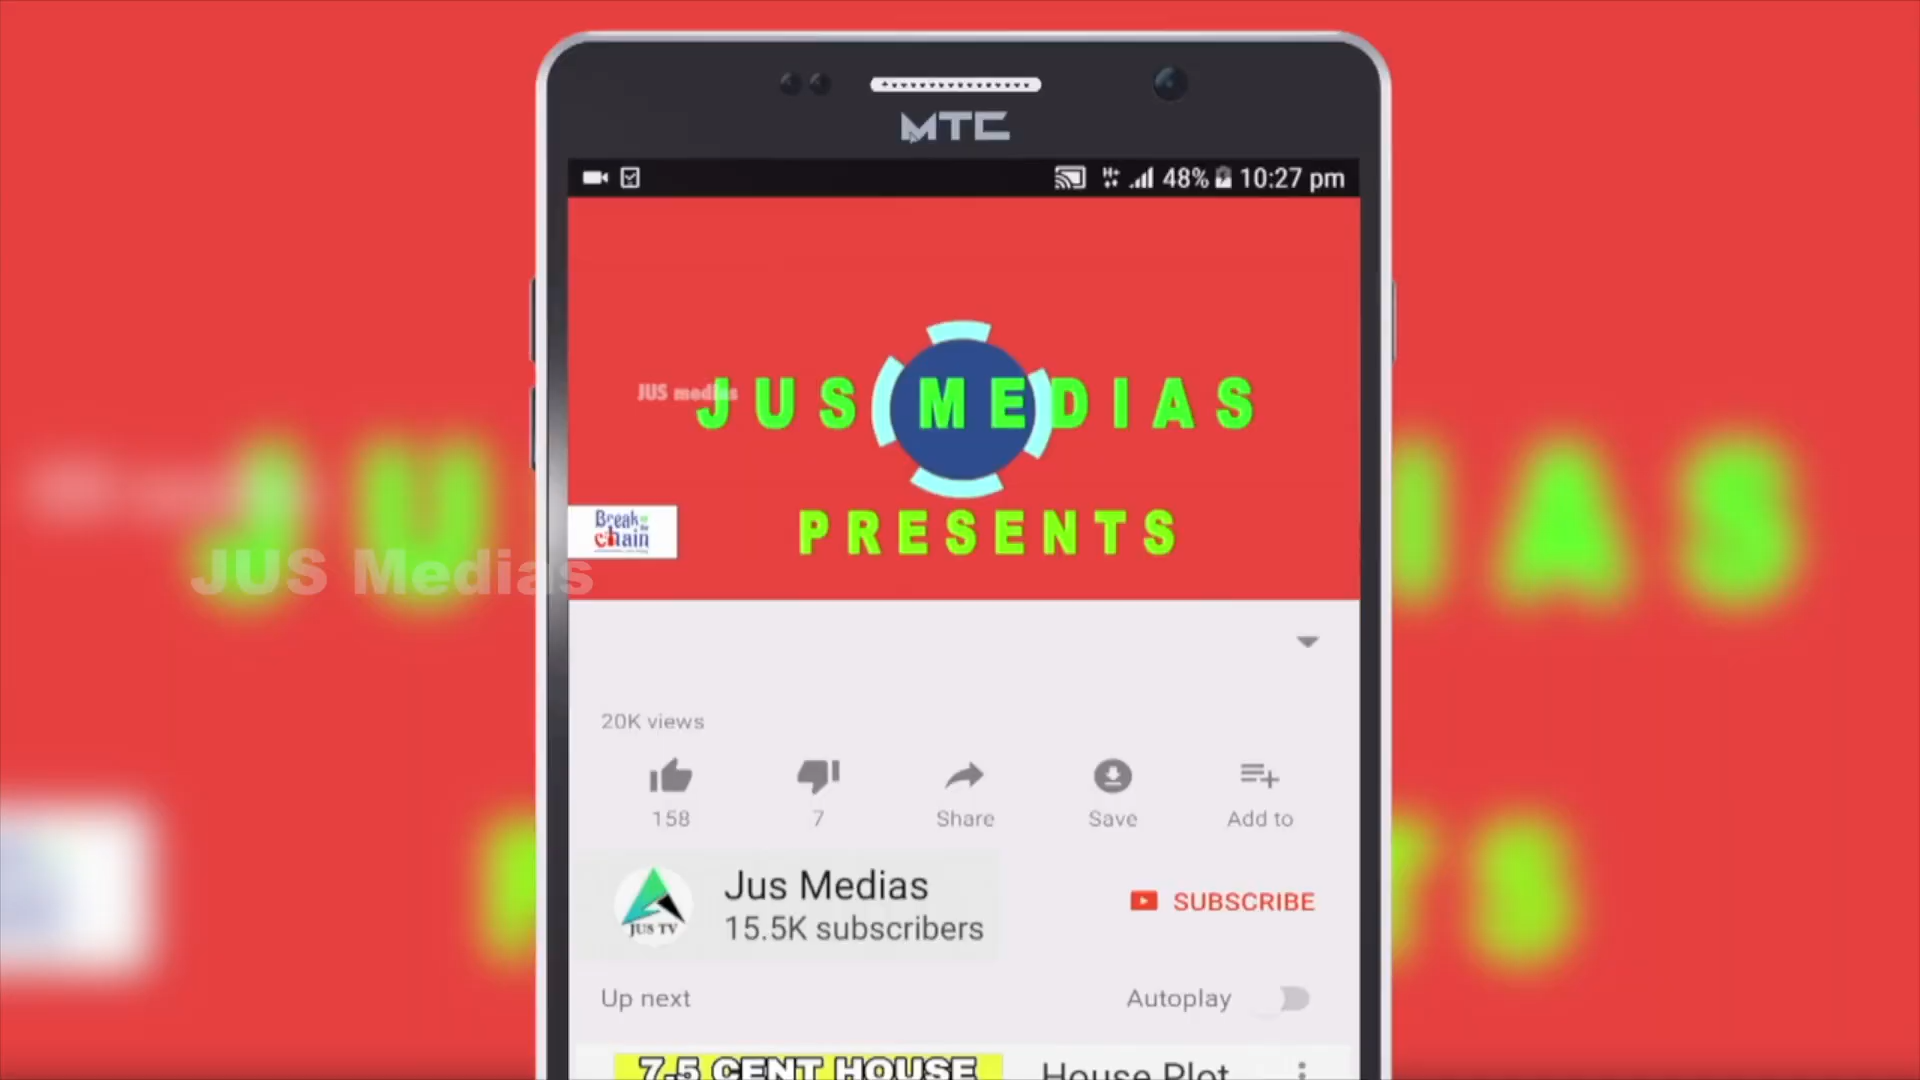 MTC
48% 10:27 pm
JUS medias
JUS MEDIAS
PRESENTS
Break the
chain
JUS Medias
20K views
158
7
Share
Save
Add to
Jus Medias
15.5K subscribers
JUS TV
SUBSCRIBE
Up next
Autoplay
7.5 CENT HOUSE
House Plot